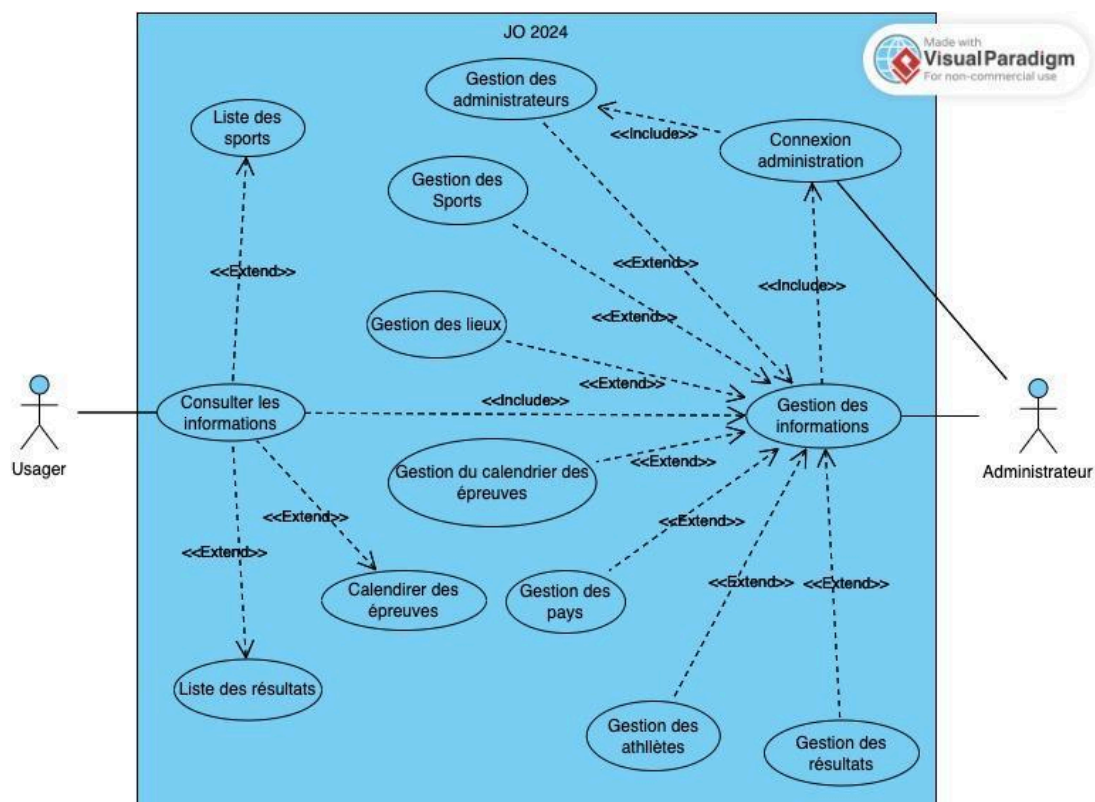 JO 2024
Made with
Visual Paradigm
For non-commercial use
Gestion des
administrateurs
Liste des
sports
<<Include>>
Connexion
administration
Gestion des
Sports
<<Extend>>
<<Extend>>
<<Include>>
<<Extend>>
Gestion des lieux
<<Extend>>
Consulter les
informations
<<Include>>
Gestion des
informations
Usager
Administrateur
Gestion du calendrier des
épreuves
<<Extend>>
<<Extend>>
<<Extend>>
<<Extend>>
Calendirer des
épreuves
Gestion des
pays
<<Extend>>
<<Extend>>
Liste des résultats
Gestion des
athllètes
Gestion des
résultats